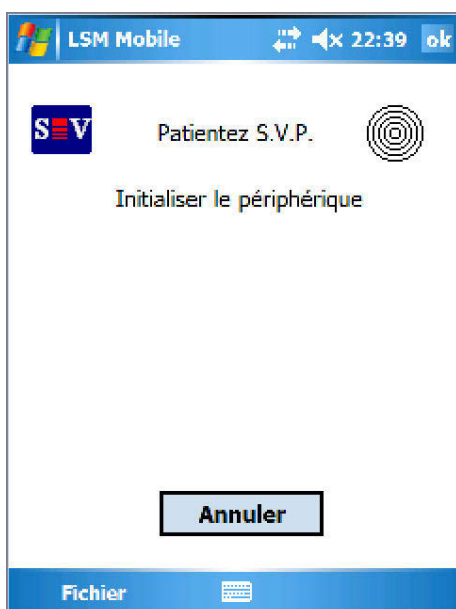 LSM Mobile 22:39 ok
S V Patientez S.V.P.
Initialiser le périphérique
Annuler
Fichier